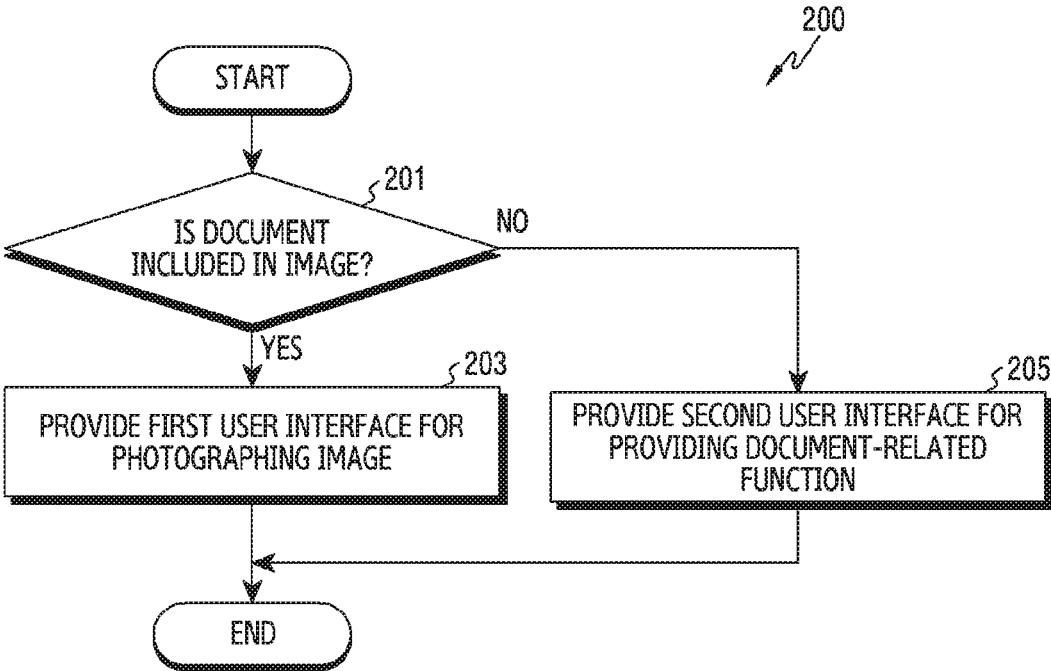 200
START
201
IS DOCUMENT
INCLUDED IN IMAGE?
NO
YES
203
PROVIDE FIRST USER INTERFACE FOR
PHOTOGRAPHING IMAGE
205
PROVIDE SECOND USER INTERFACE FOR
PROVIDING DOCUMENT-RELATED
FUNCTION
END